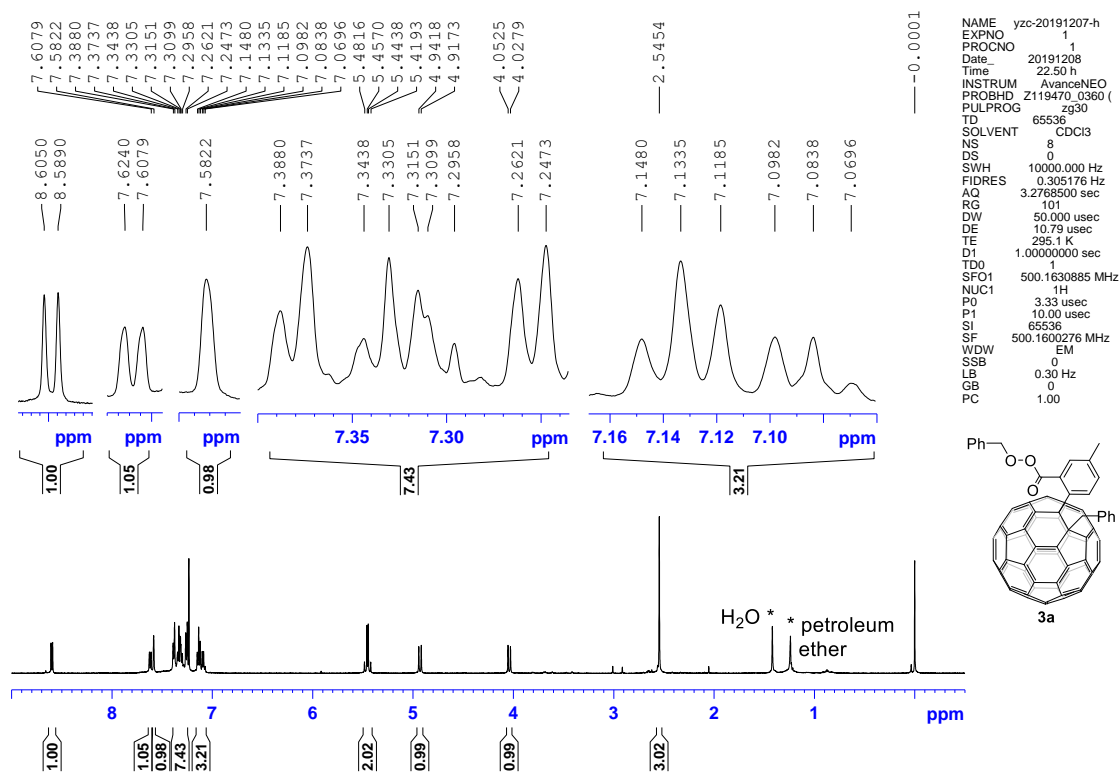 7.6079
7.5822
7.3880
7.3737
7.3438
7.3305
7.3151
7.3099
7.2958
7.2621
7.2473
7.1480
7.1335
7.1185
7.0982
7.0838
7.0696
5.4816
5.4570
5.4438
5.4193
4.9418
4.9173
4.0525
4.0279
2.5454
-0.0001
8.6050
8.5890
7.6240
7.6079
7.5822
7.3880
7.3737
7.3438
7.3305
7.3151
7.3099
7.2958
7.2621
7.2473
7.1480
7.1335
7.1185
7.0982
7.0838
7.0696
ppm
ppm
ppm
7.35 7.30 ppm
7.16 7.14 7.12 7.10 ppm
1.00
1.05
0.98
7.43
3.21
H2O *
* petroleum
ether
8 7 6 5 4 3 2 1 ppm
1.00
1.05
0.98
7.43
3.21
2.02
0.99
0.99
3.02
NAME yzc-20191207-h
EXPNO 1
PROCNO 1
Date_ 20191208
Time 22.50 h
INSTRUM AvanceNEO
PROBHD Z119470_0360 (
PULPROG zg30
TD 65536
SOLVENT CDCl3
NS 8
DS 0
SWH 10000.000 Hz
FIDRES 0.305176 Hz
AQ 3.2768500 sec
RG 101
DW 50.000 usec
DE 10.79 usec
TE 295.1 K
D1 1.00000000 sec
TD0 1
SFO1 500.1630885 MHz
NUC1 1H
P0 3.33 usec
P1 10.00 usec
SI 65536
SF 500.1600276 MHz
WDW EM
SSB 0
LB 0.30 Hz
GB 0
PC 1.00
Ph
O-O
O
Ph
3a